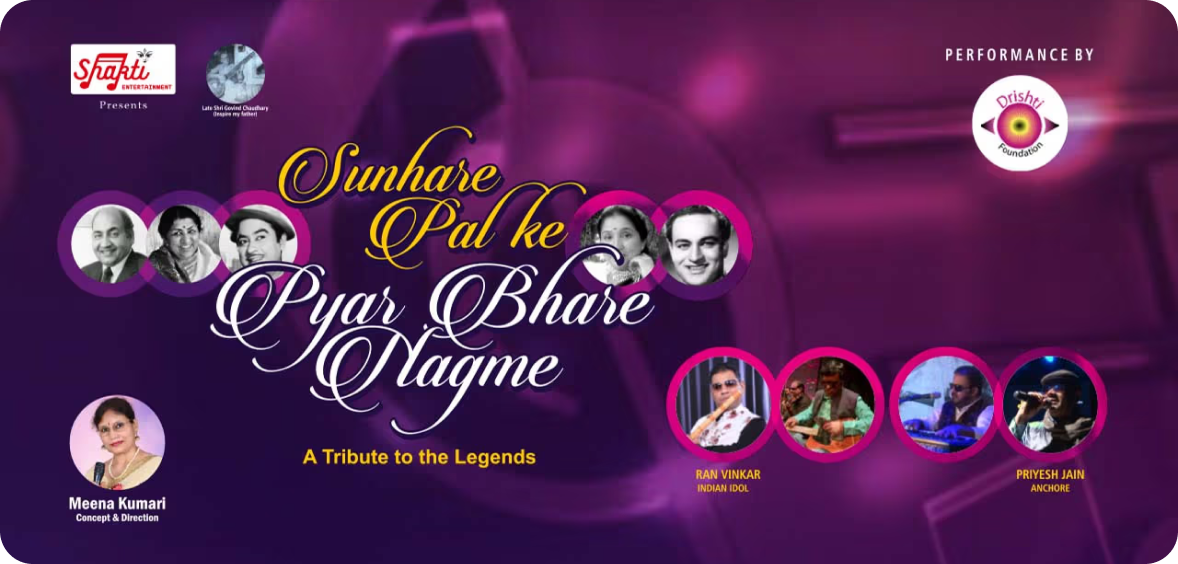 Shakti
ENTERTAINMENT
Presents
Late Shri Govind Chaudhary
(Inspire my father)
PERFORMANCE BY
Drishti
Foundation
Sunhare
Pal ke
Pyar Bhare
Nagme
A Tribute to the Legends
Meena Kumari
Concept & Direction
RAN VINKAR
INDIAN IDOL
PRIYESH JAIN
ANCHORE